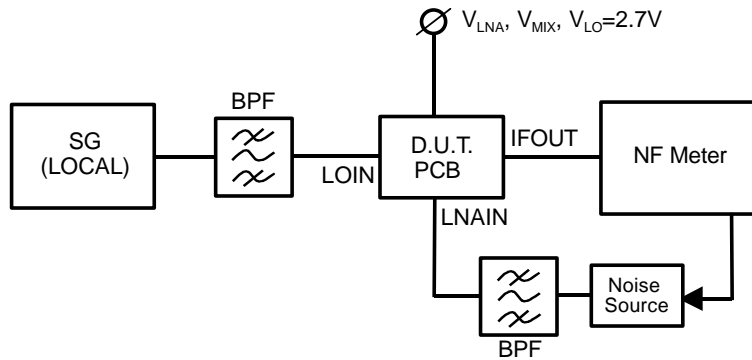 V_LNA, V_MIX, V_LO=2.7V
BPF
SG
(LOCAL)
D.U.T.
PCB
IFOUT
NF Meter
LOIN
LNAIN
Noise
Source
BPF